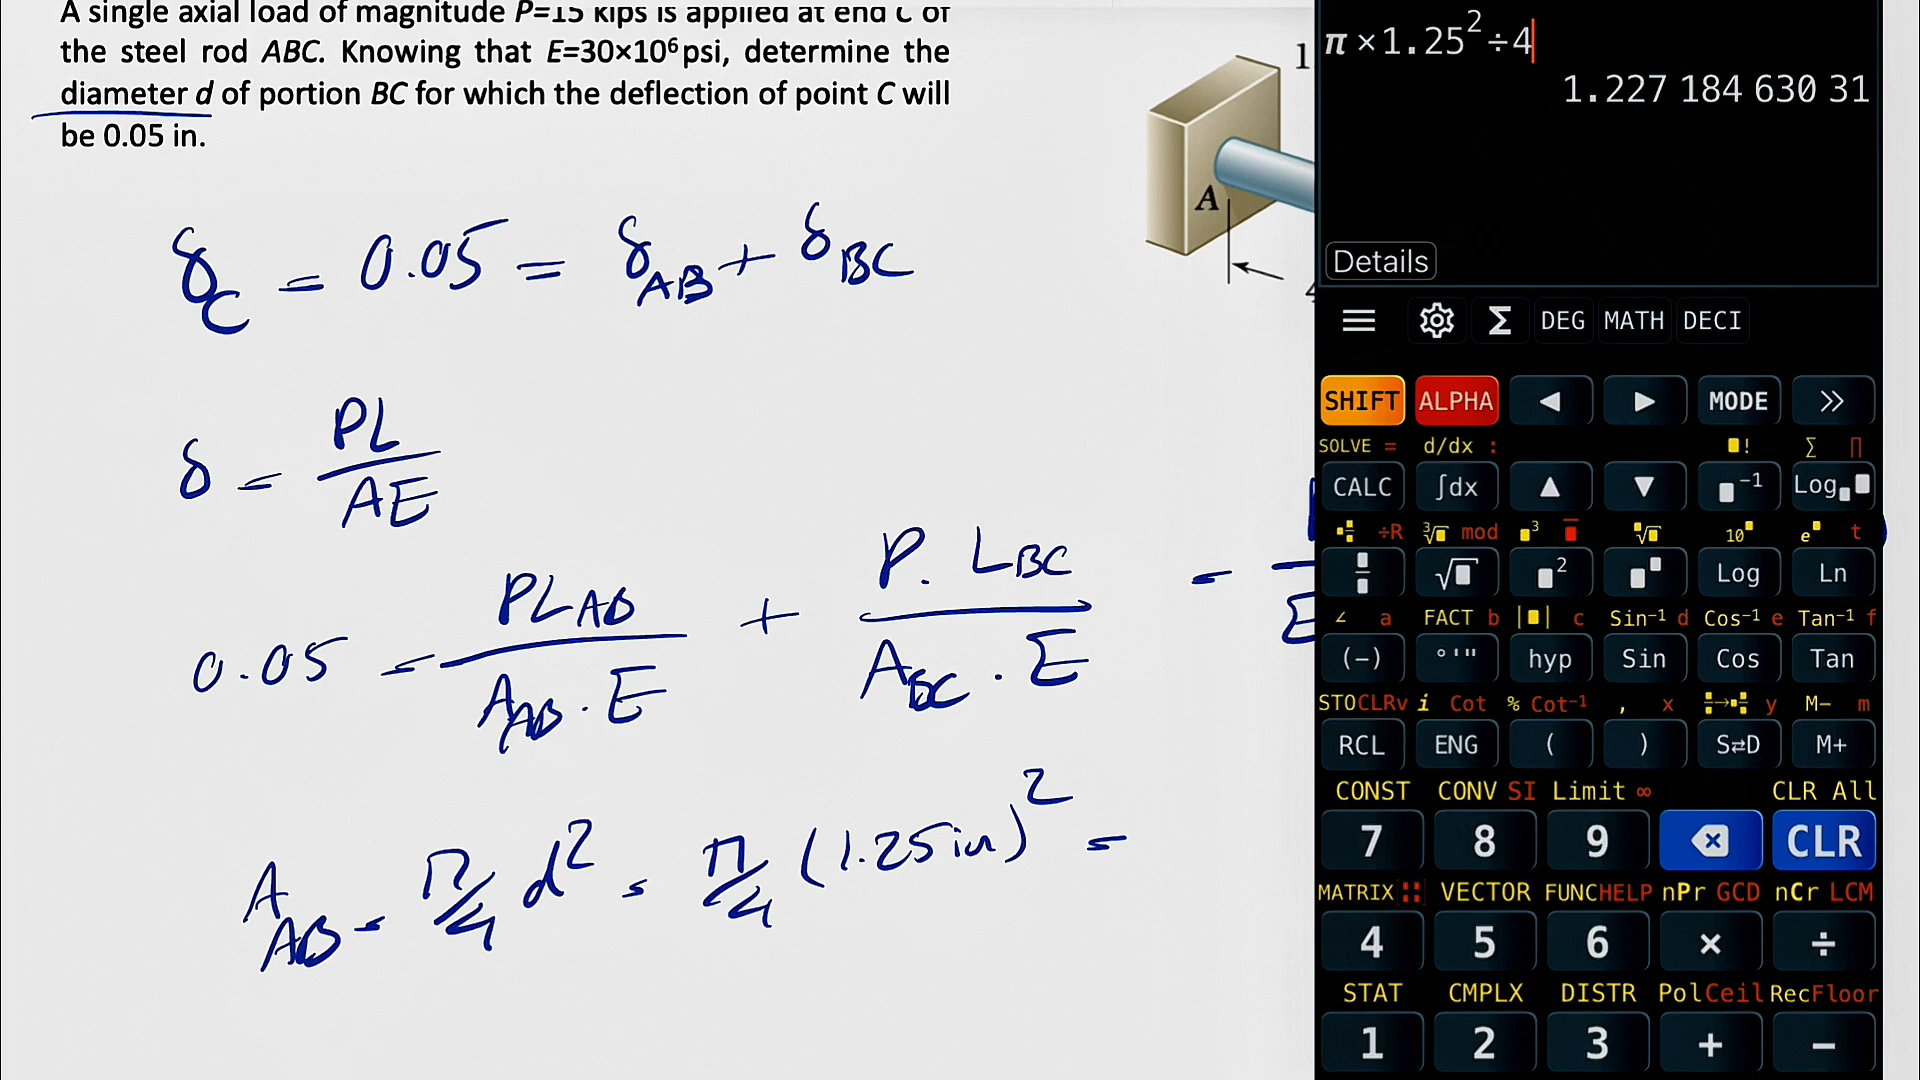 A single axial load of magnitude P=15 kips is applied at end C of
the steel rod ABC. Knowing that E=30×10⁶psi, determine the
diameter d of portion BC for which the deflection of point C will
be 0.05 in.
1
A
δC = 0.05 = δAB + δBC
δ = PL/AE
0.05 = PLAB/AAB·E + P.LBC/ABC.E =
AAB = π/4 d² = π/4 (1.25in)² =
π×1.25²÷4
1.227 184 630 31
Details
DEG MATH DECI
SHIFT ALPHA ◀ ▶ MODE >>
SOLVE = d/dx : ! Σ Π
CALC ∫dx ▲ ▼ ▯⁻¹ Log
÷R mod 10 e t
Log Ln
∠ a FACT b |▯| c Sin⁻¹ d Cos⁻¹ e Tan⁻¹ f
(−) °'" hyp Sin Cos Tan
STO CLRv i Cot % Cot⁻¹ , x y M− m
RCL ENG ( ) S⇄D M+
CONST CONV SI Limit ∞ CLR All
7 8 9 CLR
MATRIX VECTOR FUNC HELP nPr GCD nCr LCM
4 5 6 × ÷
STAT CMPLX DISTR Pol Ceil Rec Floor
1 2 3 + −